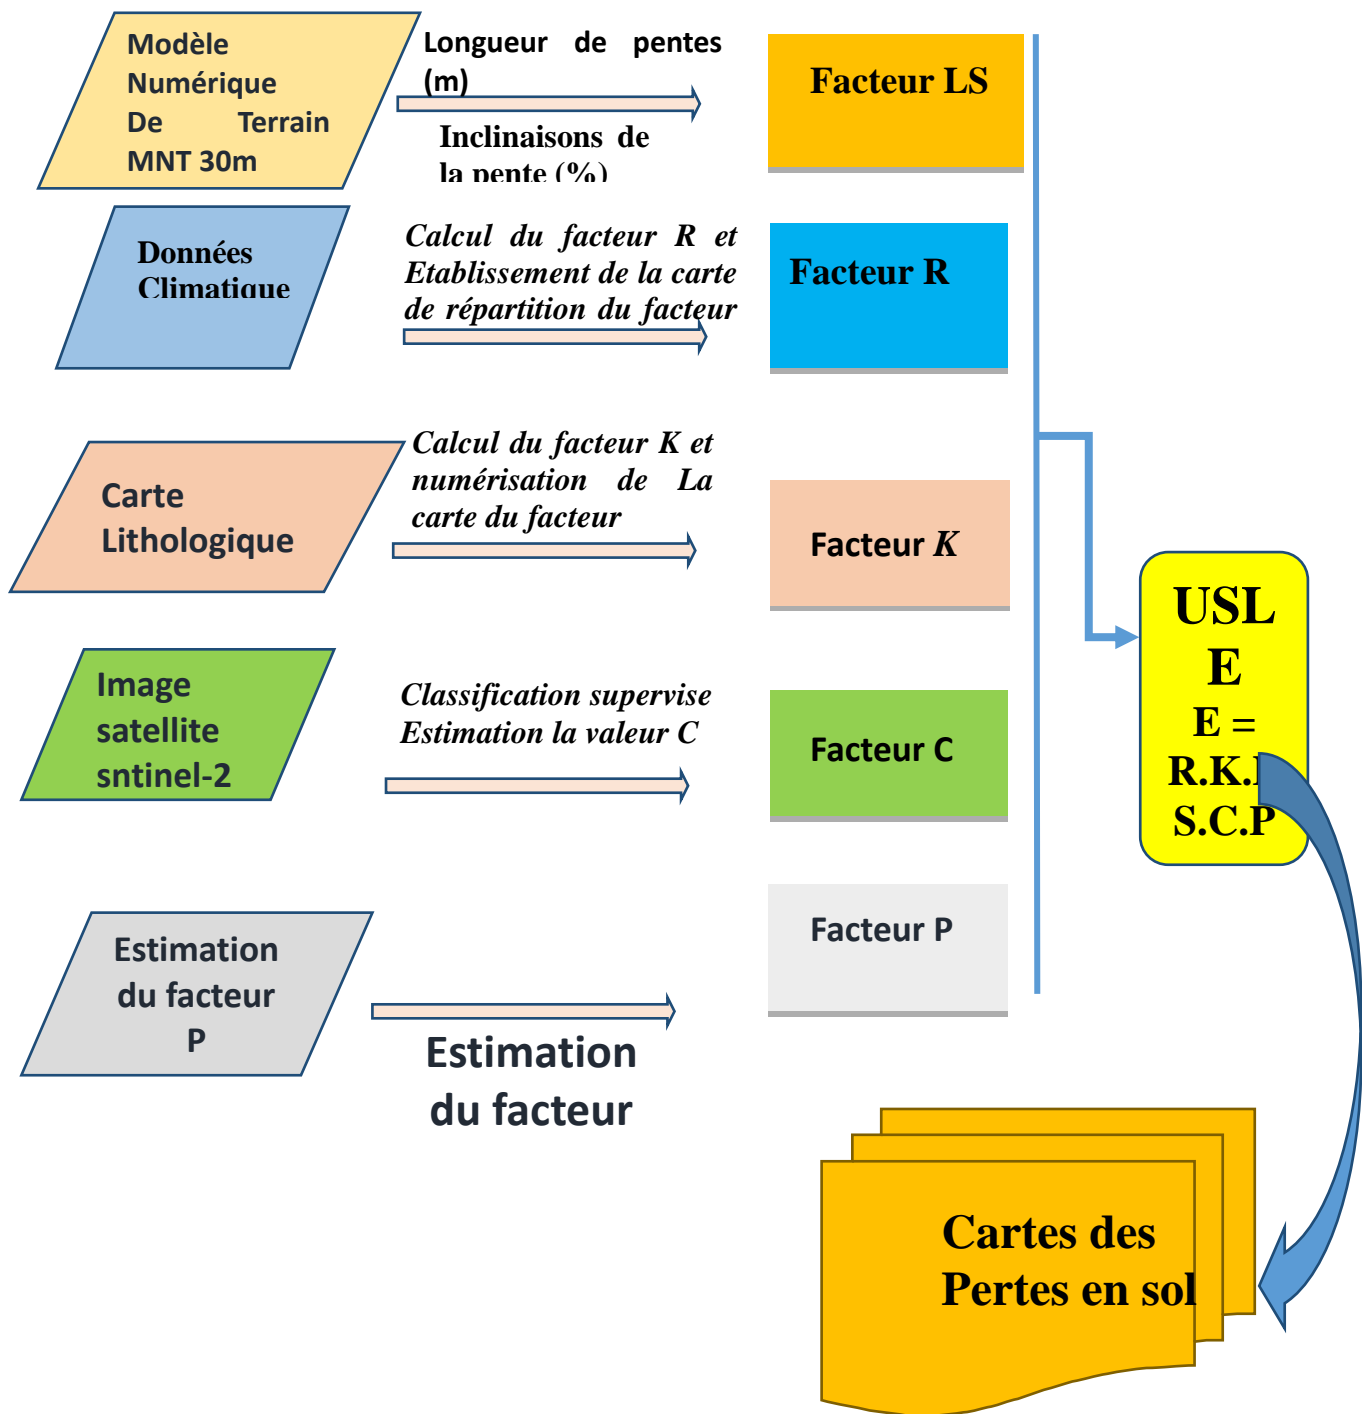 Modèle
Numérique
De Terrain
MNT 30m
Longueur de pentes
(m)
Inclinaisons de
la pente (%)
Facteur LS
Données
Climatique
Calcul du facteur R et
Etablissement de la carte
de répartition du facteur
Facteur R
Carte
Lithologique
Calcul du facteur K et
numérisation de La
carte du facteur
Facteur K
Image
satellite
sntinel-2
Classification supervise
Estimation la valeur C
Facteur C
Estimation
du facteur
P
Estimation
du facteur
Facteur P
USL
E
E =
R.K.
S.C.P
Cartes des
Pertes en sol